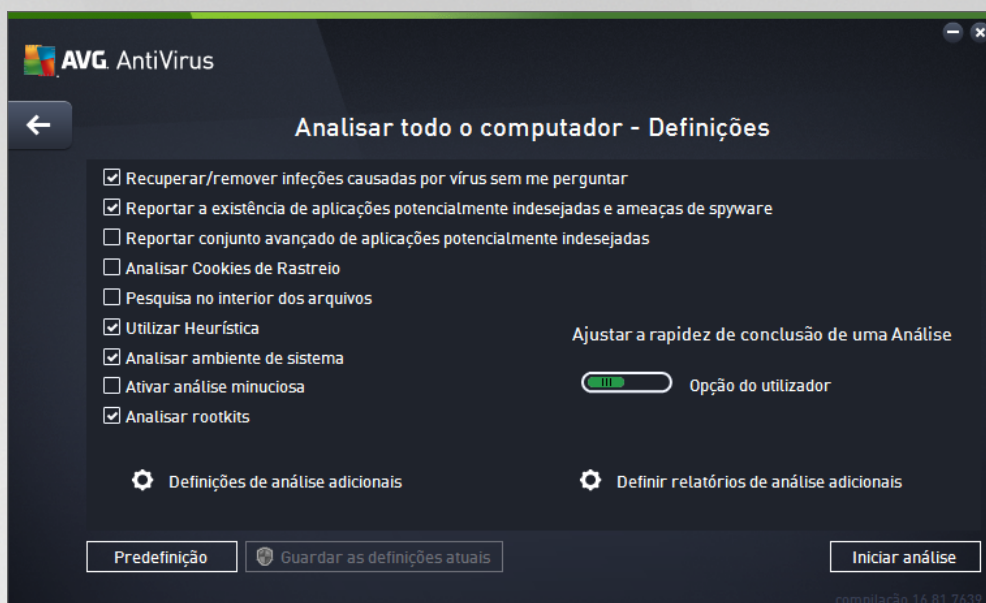 AVG. AntiVirus
Analisar todo o computador - Definições
Recuperar/remover infeções causadas por vírus sem me perguntar
Reportar a existência de aplicações potencialmente indesejadas e ameaças de spyware
Reportar conjunto avançado de aplicações potencialmente indesejadas
Analisar Cookies de Rastreio
Pesquisa no interior dos arquivos
Utilizar Heurística
Analisar ambiente de sistema
Ativar análise minuciosa
Analisar rootkits
Ajustar a rapidez de conclusão de uma Análise
Opção do utilizador
Definições de análise adicionais
Definir relatórios de análise adicionais
Predefinição
Guardar as definições atuais
Iniciar análise
compilação 16.81.7639